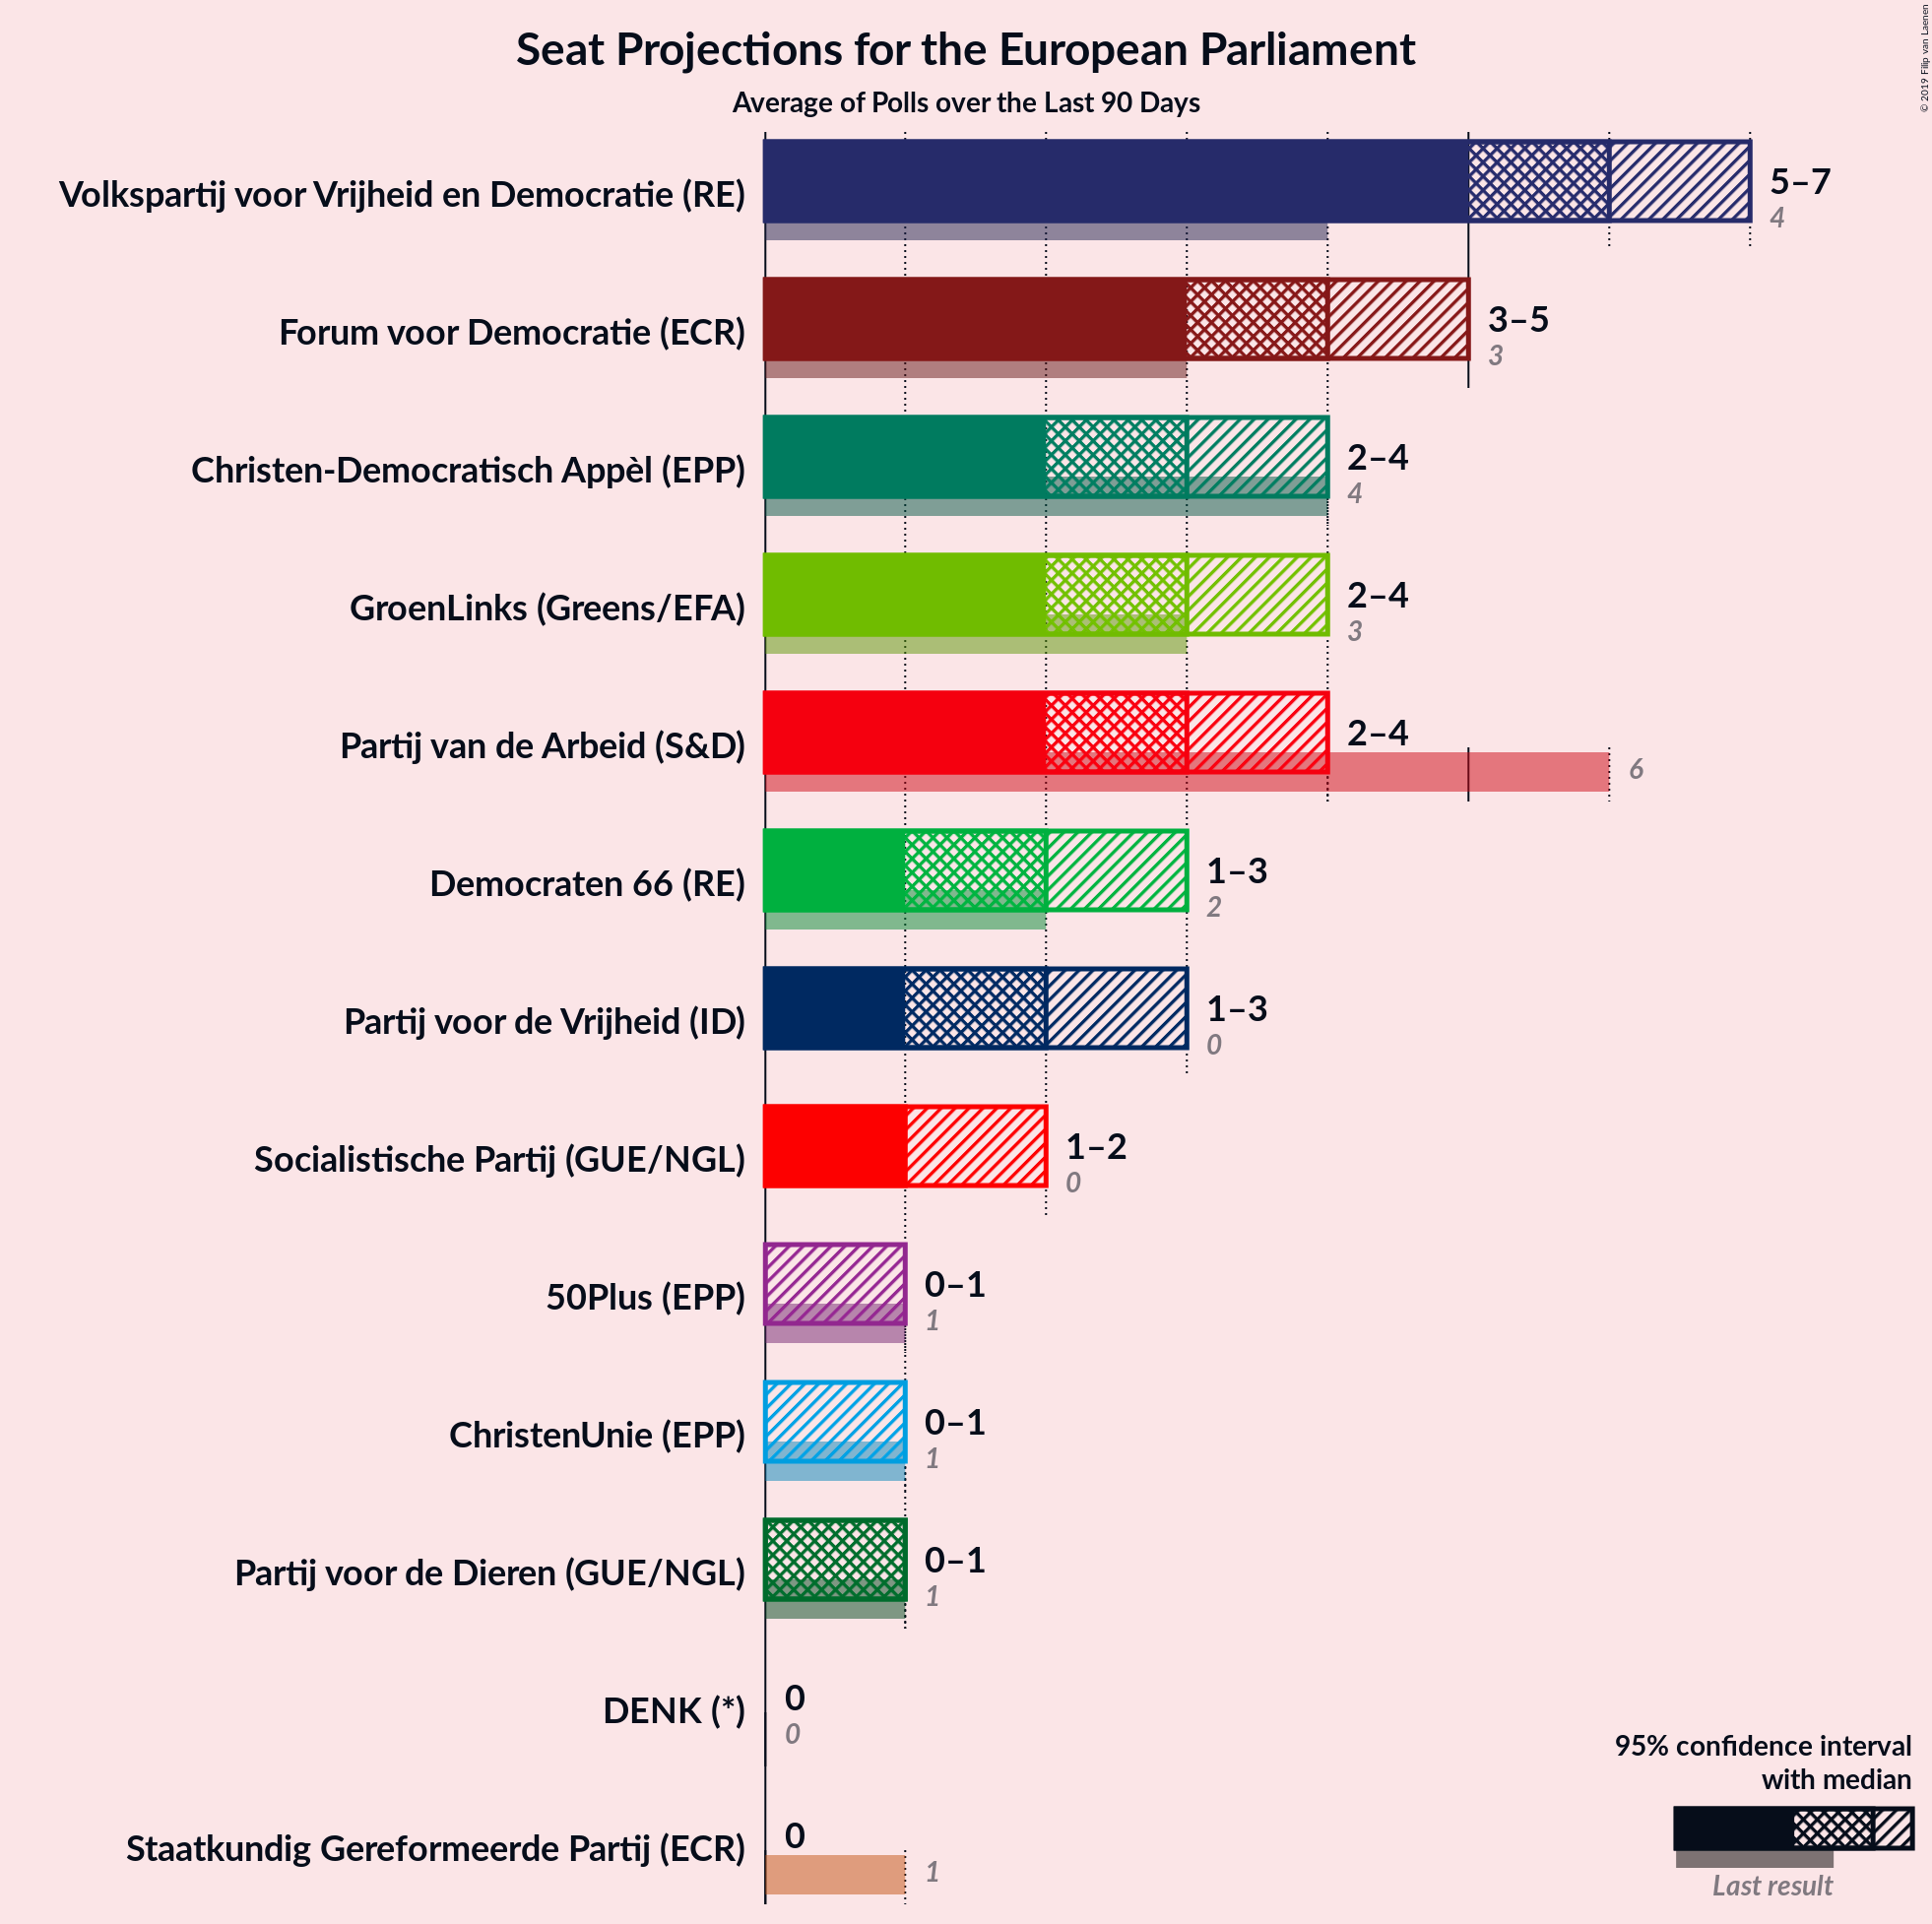 Seat Projections for the European Parliament
Average of Polls over the Last 90 Days
© 2019 Filip van Laenen
Volkspartij voor Vrijheid en Democratie (RE)
5–7
4
Forum voor Democratie (ECR)
3–5
3
Christen-Democratisch Appèl (EPP)
2–4
4
GroenLinks (Greens/EFA)
2–4
3
Partij van de Arbeid (S&D)
2–4
6
Democraten 66 (RE)
1–3
2
Partij voor de Vrijheid (ID)
1–3
0
Socialistische Partij (GUE/NGL)
1–2
0
50Plus (EPP)
0–1
1
ChristenUnie (EPP)
0–1
1
Partij voor de Dieren (GUE/NGL)
0–1
1
DENK (*)
0
0
Staatkundig Gereformeerde Partij (ECR)
0
1
95% confidence interval
with median
Last result